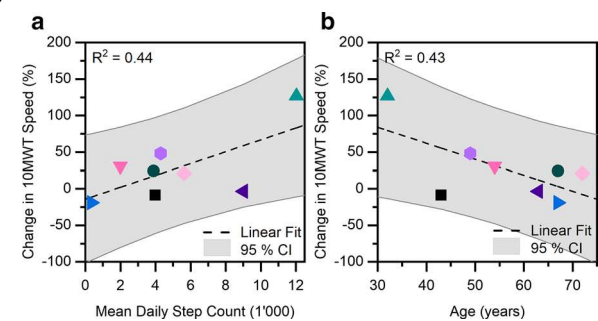 a
b
R² = 0.44
R² = 0.43
Change in 10MWT Speed (%)
200
150
100
50
0
-50
-100
Linear Fit
95 % CI
0 2 4 6 8 10 12
Mean Daily Step Count (1'000)
Change in 10MWT Speed (%)
200
150
100
50
0
-50
-100
Linear Fit
95 % CI
30 40 50 60 70
Age (years)